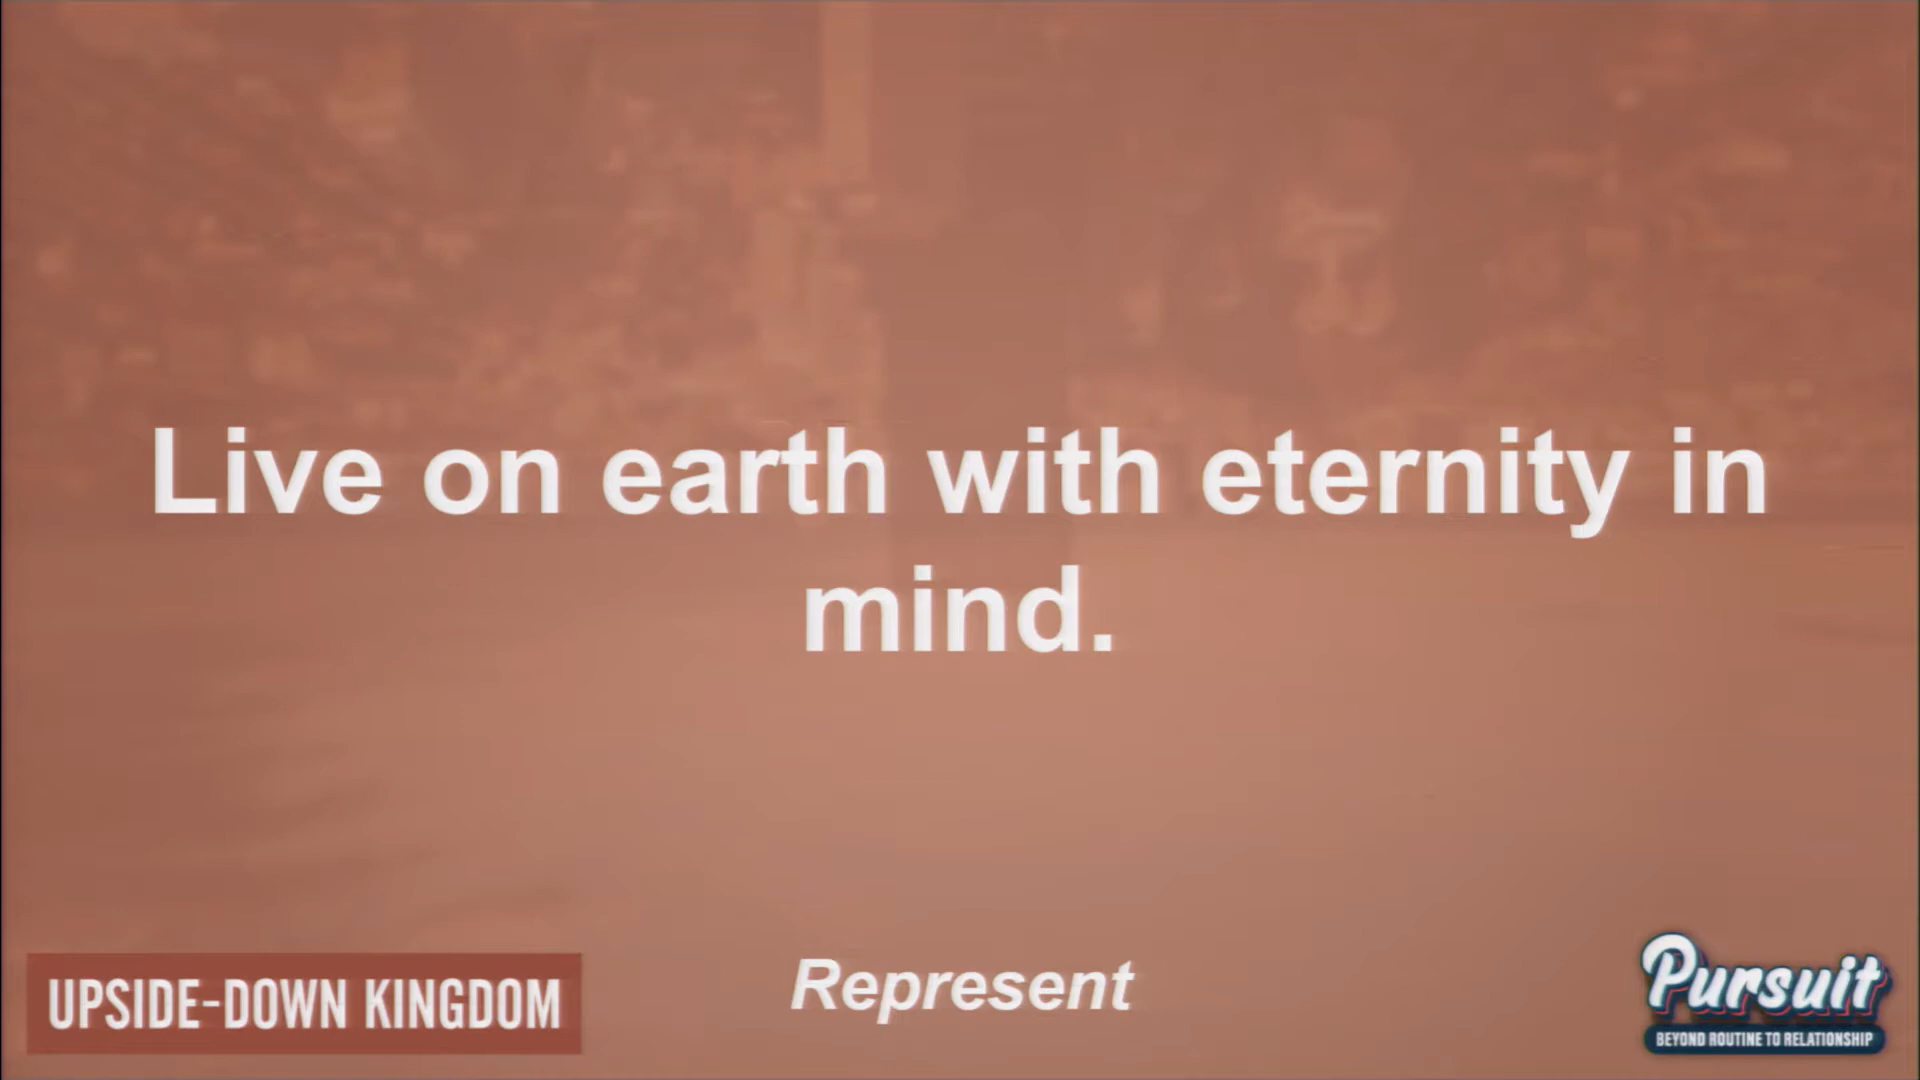 Live on earth with eternity in
mind.
UPSIDE-DOWN KINGDOM
Represent
Pursuit
BEYOND ROUTINE TO RELATIONSHIP